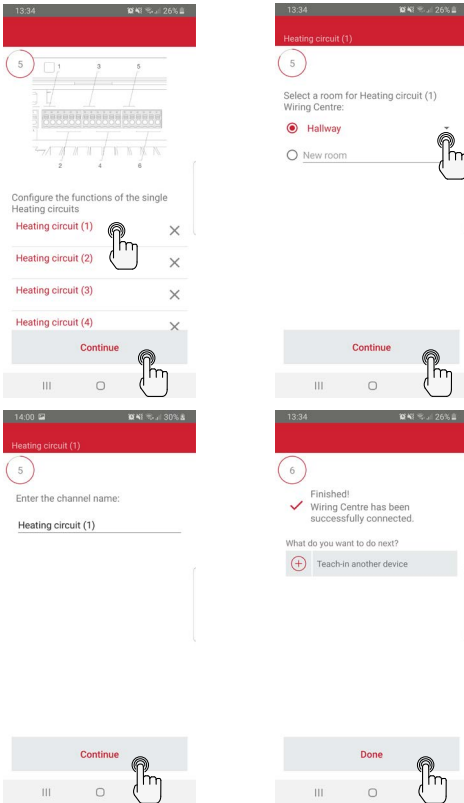 13:34
26%
5
1
3
5
2
4
6
Configure the functions of the single
Heating circuits
Heating circuit (1)
Heating circuit (2)
Heating circuit (3)
Heating circuit (4)
Continue
13:34
26%
Heating circuit (1)
5
Select a room for Heating circuit (1)
Wiring Centre:
Hallway
New room
Continue
14:00
30%
Heating circuit (1)
5
Enter the channel name:
Heating circuit (1)
Continue
13:34
26%
6
Finished!
Wiring Centre has been
successfully connected.
What do you want to do next?
Teach-in another device
Done